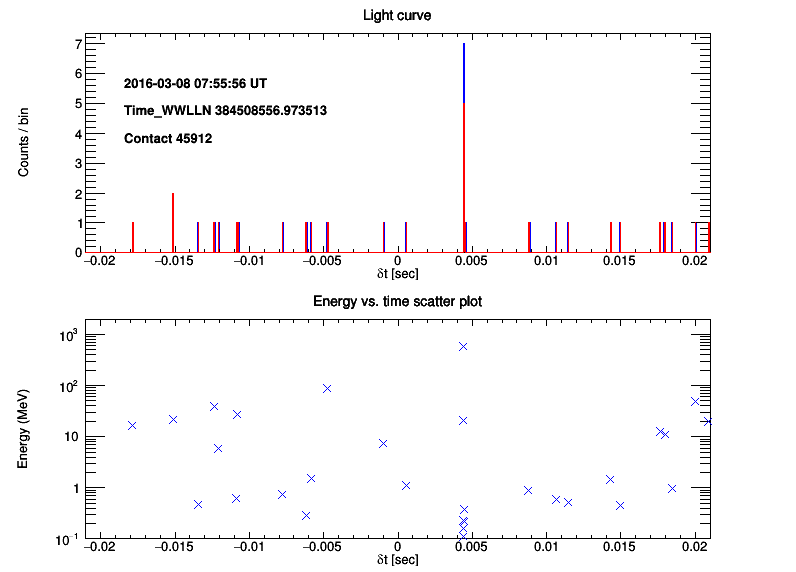 Light curve
Counts / bin
7
6
5
4
3
2
1
0
2016-03-08 07:55:56 UT
Time_WWLLN 384508556.973513
Contact 45912
−0.02 −0.015 −0.01 −0.005 0 0.005 0.01 0.015 0.02
δt [sec]
Energy vs. time scatter plot
Energy (MeV)
10³
10²
10
1
10⁻¹
−0.02 −0.015 −0.01 −0.005 0 0.005 0.01 0.015 0.02
δt [sec]